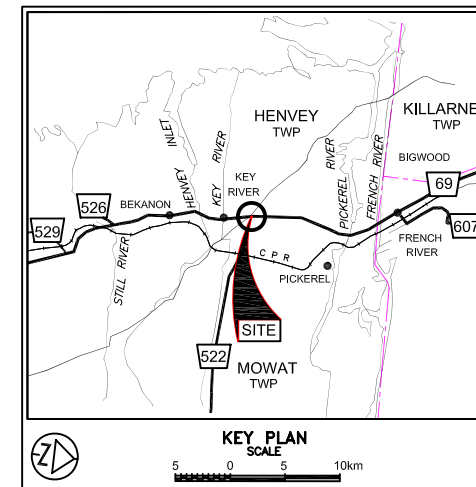 HENVEY
TWP
KILLARNE
TWP
BIGWOOD
HENVEY INLET
KEY RIVER
KEY
RIVER
PICKEREL RIVER
FRENCH RIVER
69
526
BEKANON
529
607
FRENCH
RIVER
STILL RIVER
CPR
PICKEREL
SITE
522
MOWAT
TWP
Z
KEY PLAN
SCALE
5 0 5 10km